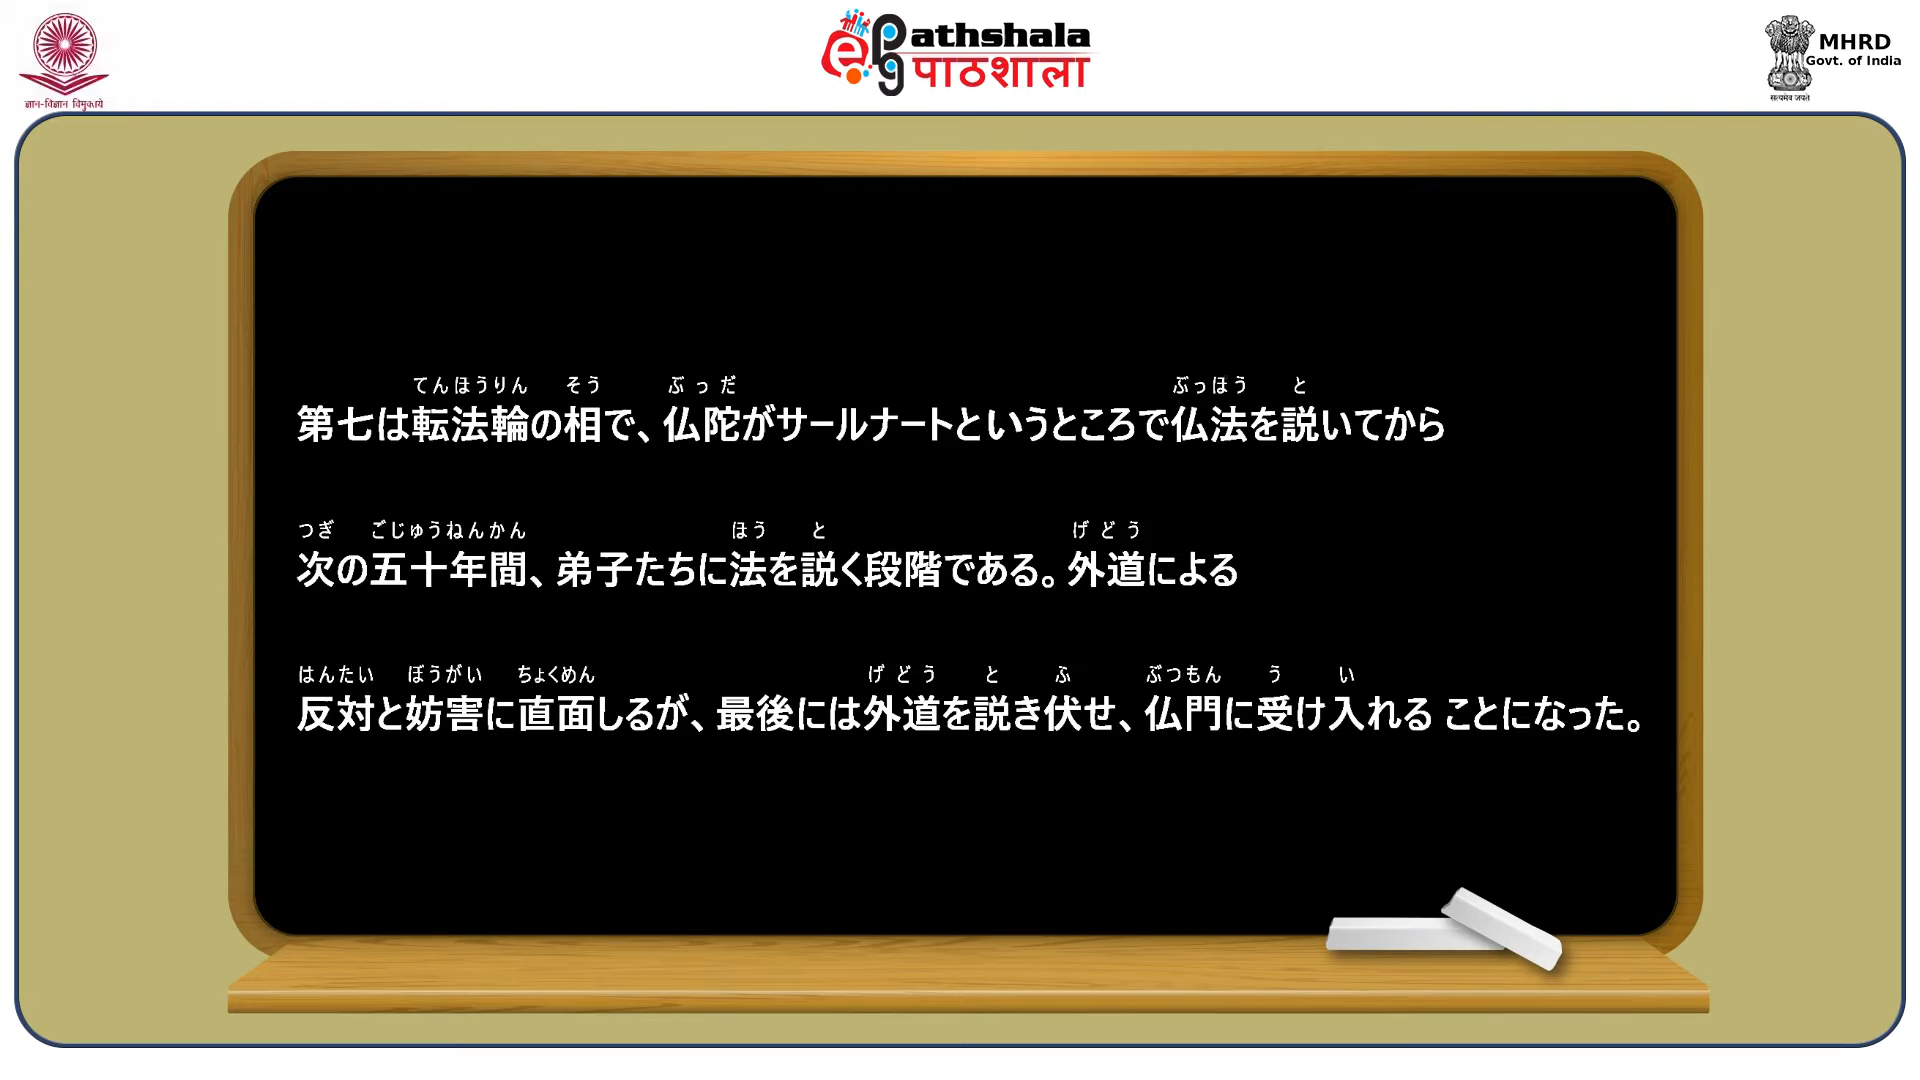 ज्ञान-विज्ञान विमुक्तये
epathshala
पाठशाला
MHRD
Govt. of India
सत्यमेव जयते
てんほうりん そう ぶっだ ぶっほう と
第七は転法輪の相で、仏陀がサールナートというところで仏法を説いてから
つぎ ごじゅうねんかん ほう と げどう
次の五十年間、弟子たちに法を説く段階である。外道による
はんたい ぼうがい ちょくめん げどう と ふ ぶつもん う い
反対と妨害に直面しるが、最後には外道を説き伏せ、仏門に受け入れる ことになった。